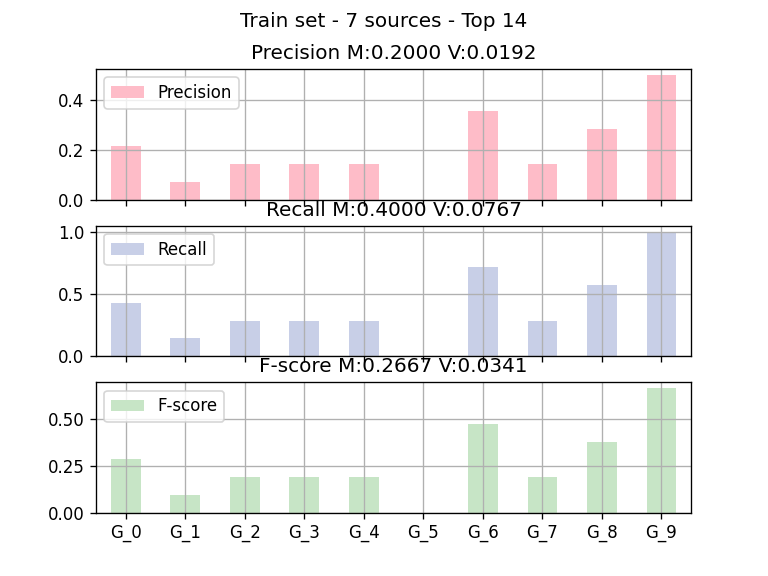 Train set - 7 sources - Top 14
Precision M:0.2000 V:0.0192
0.4
0.2
0.0
Precision
Recall M:0.4000 V:0.0767
1.0
0.5
0.0
Recall
F-score M:0.2667 V:0.0341
0.50
0.25
0.00
F-score
G_0 G_1 G_2 G_3 G_4 G_5 G_6 G_7 G_8 G_9